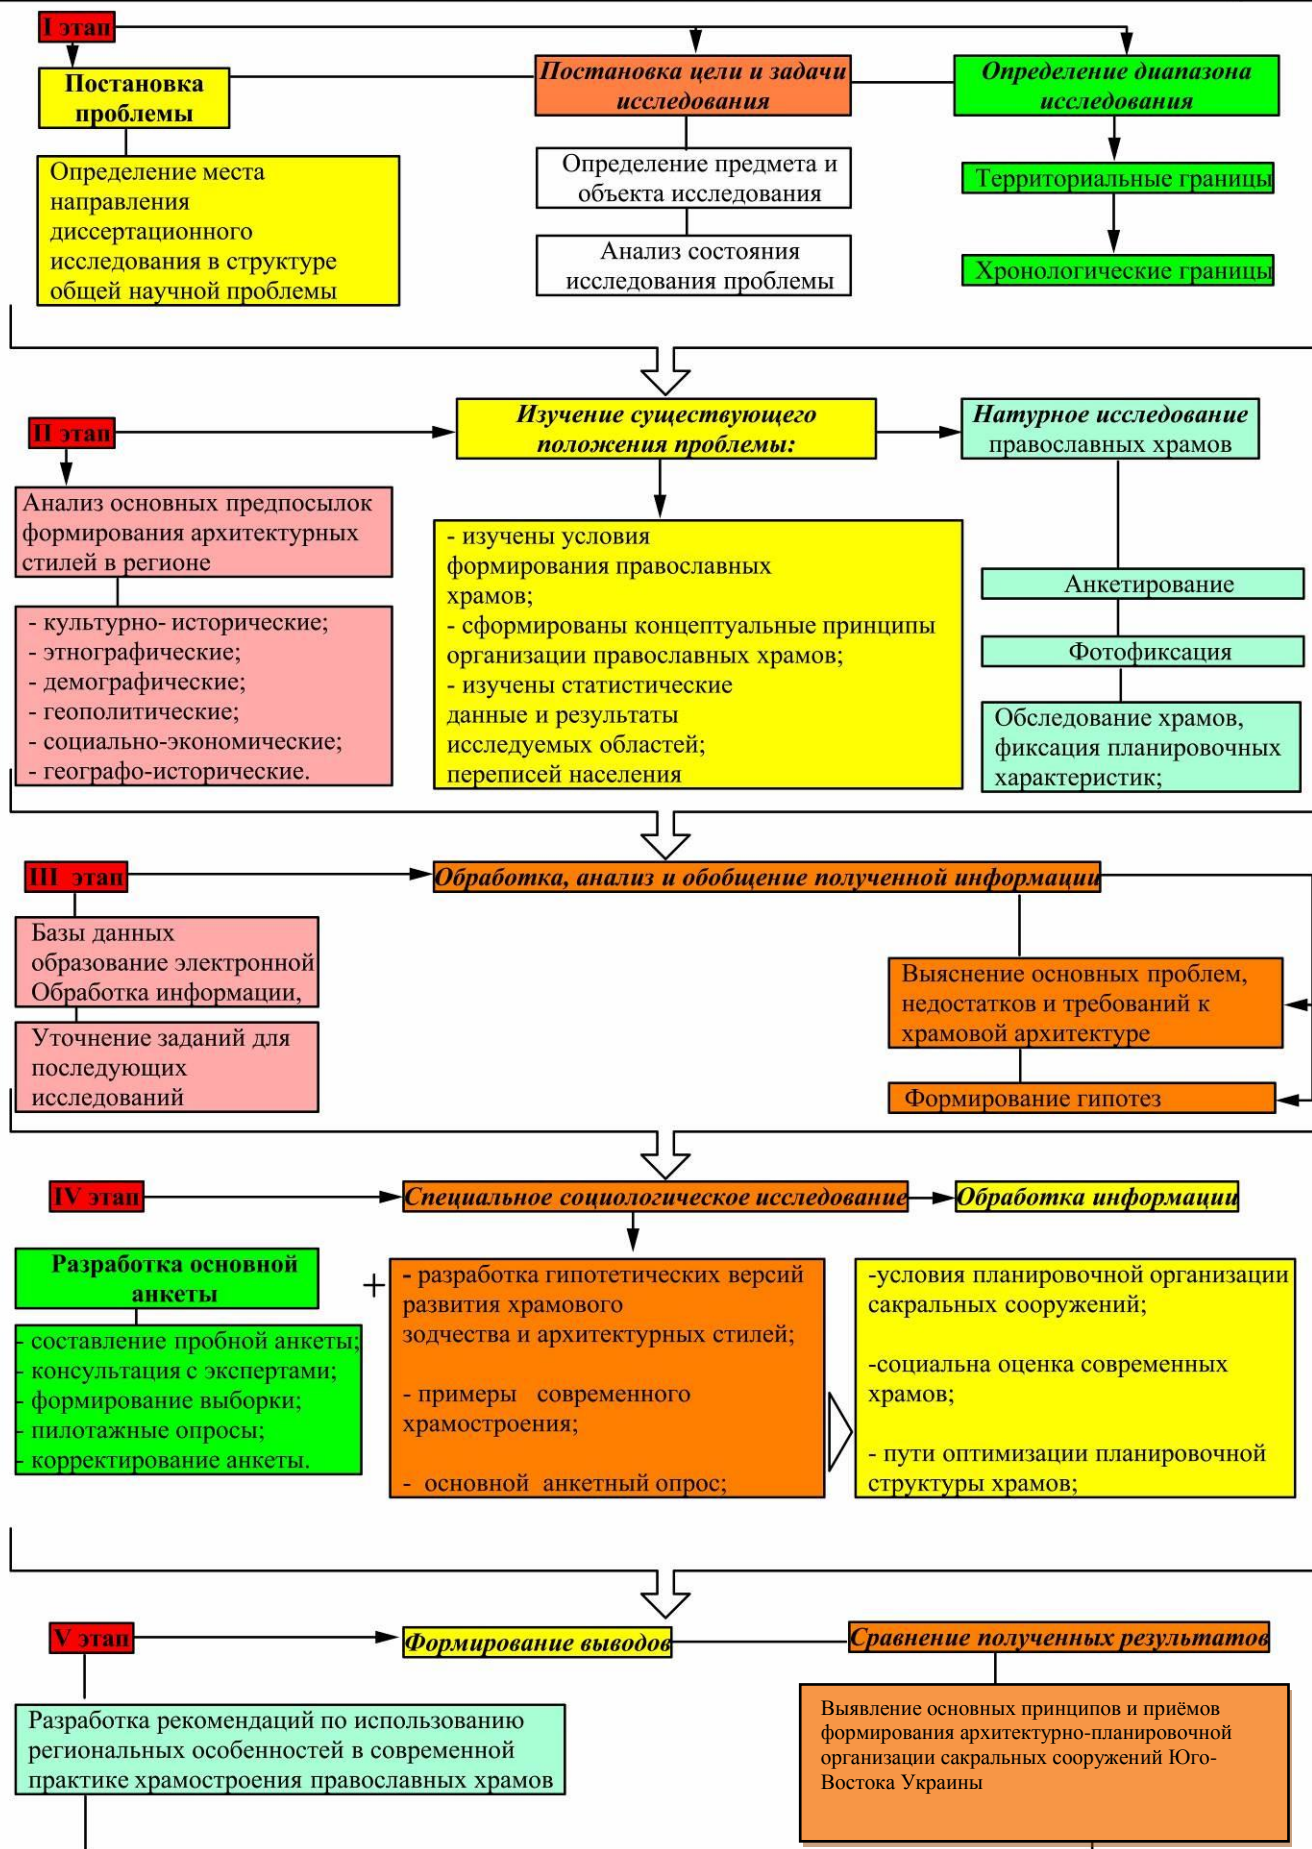 I этап
Постановка
проблемы
Определение места
направления
диссертационного
исследования в структуре
общей научной проблемы
Постановка цели и задачи
исследования
Определение предмета и
объекта исследования
Анализ состояния
исследования проблемы
Определение диапазона
исследования
Территориальные границы
Хронологические границы
II этап
Анализ основных предпосылок
формирования архитектурных
стилей в регионе
- культурно- исторические;
- этнографические;
- демографические;
- геополитические;
- социально-экономические;
- географо-исторические.
Изучение существующего
положения проблемы:
- изучены условия
формирования православных
храмов;
- сформированы концептуальные принципы
организации православных храмов;
- изучены статистические
данные и результаты
исследуемых областей;
переписей населения
Натурное исследование
православных храмов
Анкетирование
Фотофиксация
Обследование храмов,
фиксация планировочных
характеристик;
III этап
Базы данных
образование электронной
Обработка информации,
Уточнение заданий для
последующих
исследований
Обработка, анализ и обобщение полученной информации
Выяснение основных проблем,
недостатков и требований к
храмовой архитектуре
Формирование гипотез
IV этап
Разработка основной
анкеты
- составление пробной анкеты;
- консультация с экспертами;
- формирование выборки;
- пилотажные опросы;
- корректирование анкеты.
+
Специальное социологическое исследование
- разработка гипотетических версий
развития храмового
зодчества и архитектурных стилей;
- примеры современного
храмостроения;
- основной анкетный опрос;
Обработка информации
-условия планировочной организации
сакральных сооружений;
-социальна оценка современных
храмов;
- пути оптимизации планировочной
структуры храмов;
V этап
Разработка рекомендаций по использованию
региональных особенностей в современной
практике храмостроения православных храмов
Формирование выводов
Сравнение полученных результатов
Выявление основных принципов и приёмов
формирования архитектурно-планировочной
организации сакральных сооружений Юго-
Востока Украины